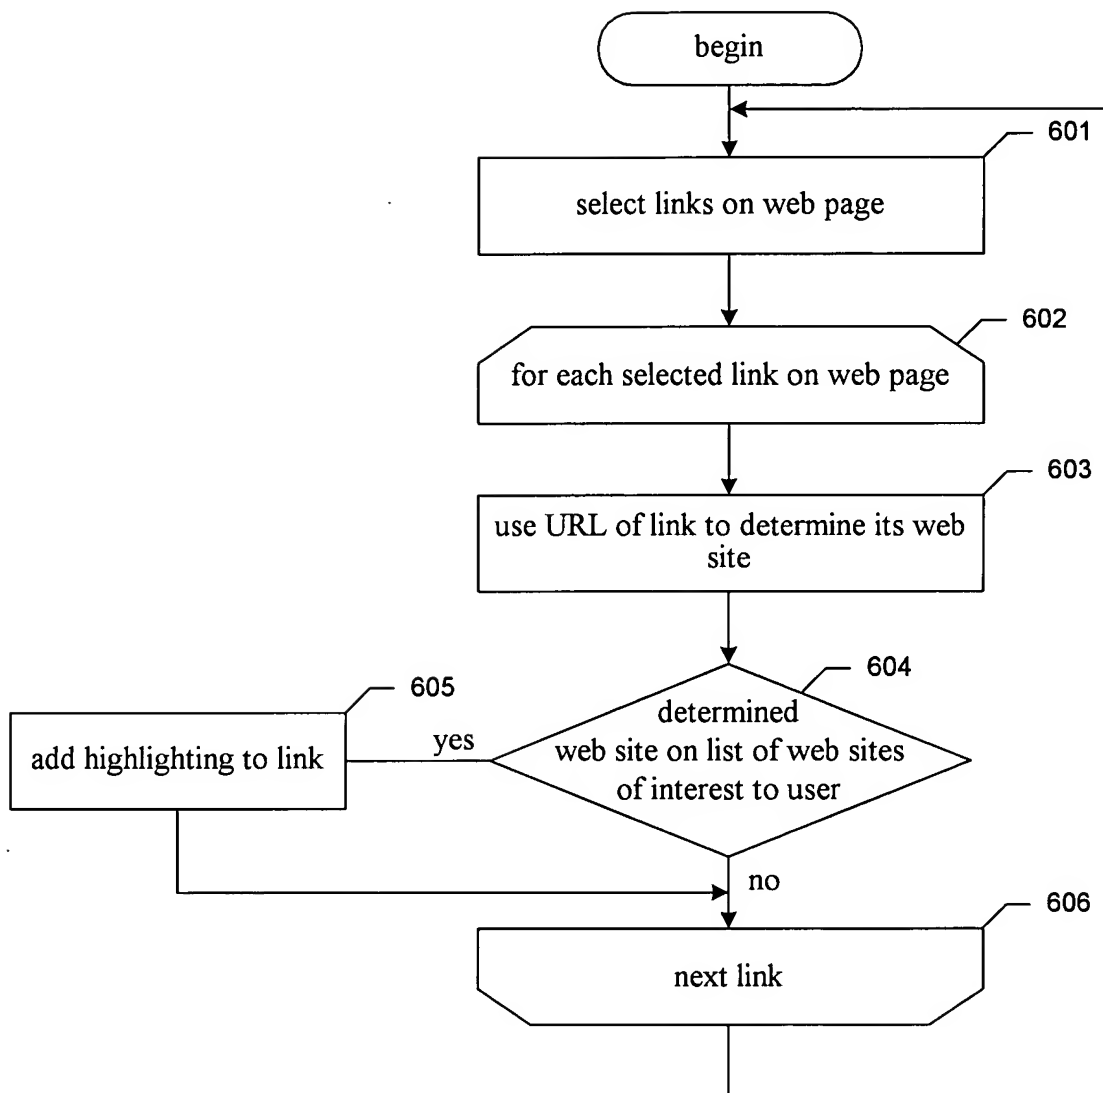 begin
601
select links on web page
602
for each selected link on web page
603
use URL of link to determine its web
site
604
605
determined
web site on list of web sites
of interest to user
yes
add highlighting to link
no
606
next link